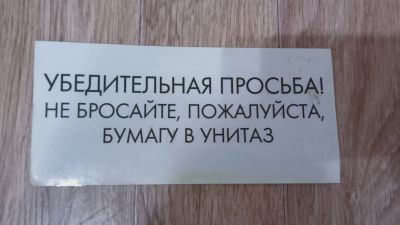 УБЕДИТЕЛЬНАЯ ПРОСЬБА!
НЕ БРОСАЙТЕ, ПОЖАЛУЙСТА,
БУМАГУ В УНИТАЗ